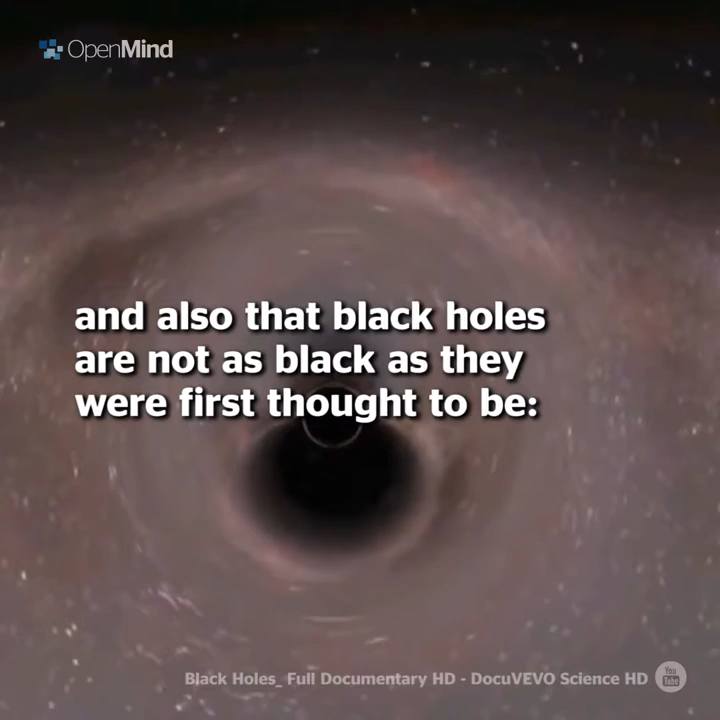 OpenMind
and also that black holes
are not as black as they
were first thought to be:
Black Holes_ Full Documentary HD - DocuVEVO Science HD
You
Tube